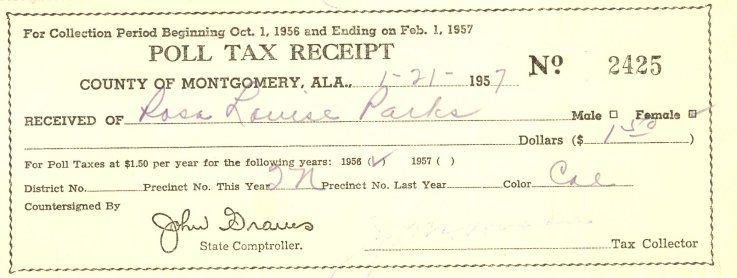 For Collection Period Beginning Oct. 1, 1956 and Ending on Feb. 1, 1957
POLL TAX RECEIPT
COUNTY OF MONTGOMERY, ALA., 1-21- 1957 No 2425
RECEIVED OF Rosa Louise Parks Male ☐ Female ☑
Dollars ($ 1 50 )
For Poll Taxes at $1.50 per year for the following years: 1956 (✓) 1957 ( )
District No. Precinct No. This Year 2N Precinct No. Last Year Color Col
Countersigned By
John Graves
State Comptroller. Tax Collector